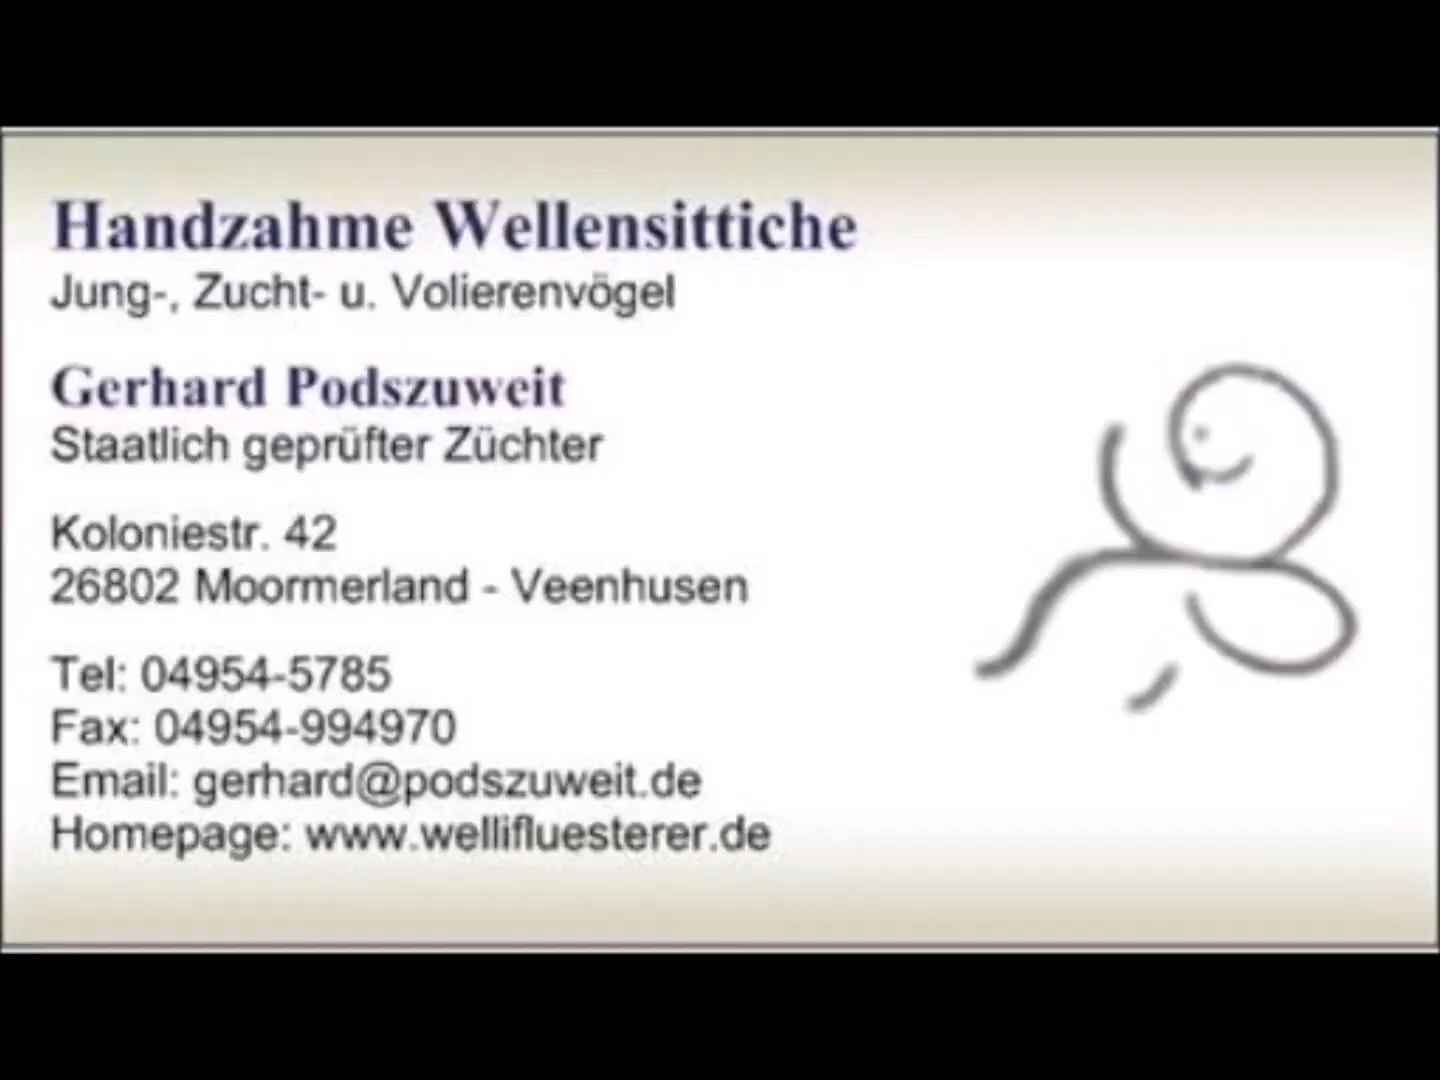 Handzahme Wellensittiche
Jung-, Zucht- u. Volierenvögel
Gerhard Podszuweit
Staatlich geprüfter Züchter
Koloniestr. 42
26802 Moormerland - Veenhusen
Tel: 04954-5785
Fax: 04954-994970
Email: gerhard@podszuweit.de
Homepage: www.wellifluesterer.de